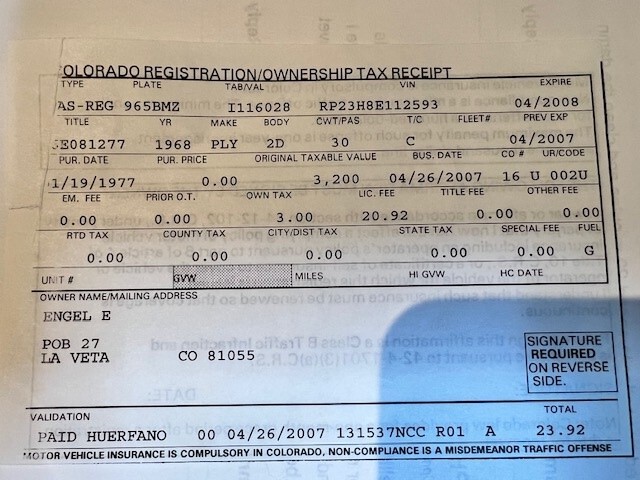 OLORADO REGISTRATION/OWNERSHIP TAX RECEIPT
TYPE PLATE TAB/VAL VIN EXPIRE
AS-REG 965BMZ I116028 RP23H8E112593 04/2008
TITLE YR MAKE BODY CWT/PAS T/C FLEET# PREV EXP
E081277 1968 PLY 2D 30 C 04/2007
PUR. DATE PUR. PRICE ORIGINAL TAXABLE VALUE BUS. DATE CO # UR/CODE
1/19/1977 0.00 3,200 04/26/2007 16 U 002U
EM. FEE PRIOR O.T. OWN TAX LIC. FEE TITLE FEE OTHER FEE
0.00 0.00 3.00 20.92 0.00 0.00
RTD TAX COUNTY TAX CITY/DIST TAX STATE TAX SPECIAL FEE FUEL
0.00 0.00 0.00 0.00 0.00 G
UNIT # GVW MILES HI GVW HC DATE
OWNER NAME/MAILING ADDRESS
ENGEL E
POB 27
LA VETA CO 81055
SIGNATURE
REQUIRED
ON REVERSE
SIDE.
VALIDATION TOTAL
PAID HUERFANO 00 04/26/2007 131537NCC R01 A 23.92
MOTOR VEHICLE INSURANCE IS COMPULSORY IN COLORADO, NON-COMPLIANCE IS A MISDEMEANOR TRAFFIC OFFENSE